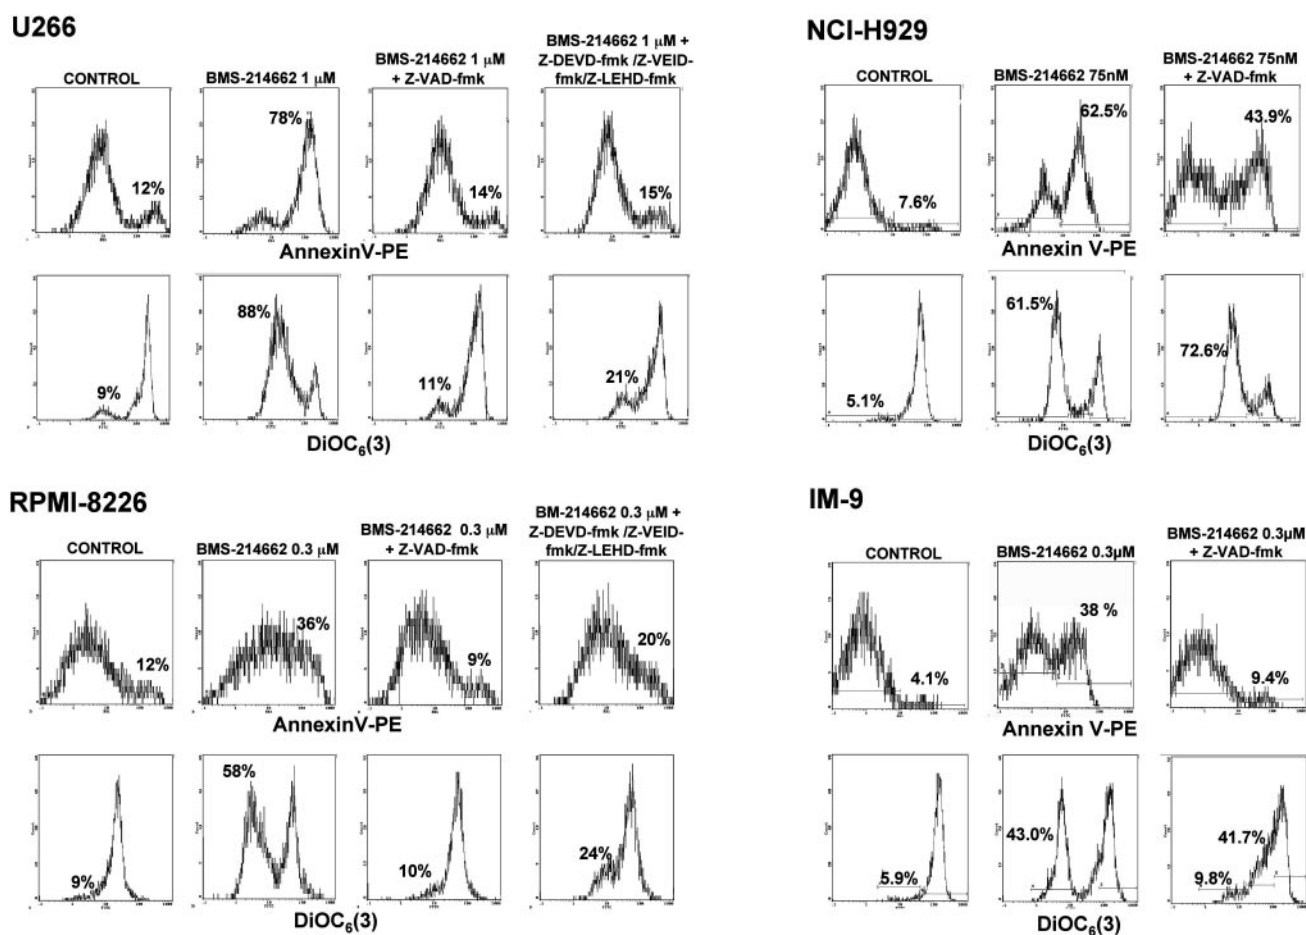 U266
CONTROL
BMS-214662 1 μM
BMS-214662 1 μM
+ Z-VAD-fmk
BMS-214662 1 μM +
Z-DEVD-fmk /Z-VEID-
fmk/Z-LEHD-fmk
12%
78%
14%
15%
AnnexinV-PE
9%
88%
11%
21%
DiOC6(3)
NCI-H929
CONTROL
BMS-214662 75nM
BMS-214662 75nM
+ Z-VAD-fmk
7.6%
62.5%
43.9%
Annexin V-PE
5.1%
61.5%
72.6%
DiOC6(3)
RPMI-8226
CONTROL
BMS-214662 0.3 μM
BMS-214662 0.3 μM
+ Z-VAD-fmk
BM-214662 0.3 μM +
Z-DEVD-fmk /Z-VEID-
fmk/Z-LEHD-fmk
12%
36%
9%
20%
AnnexinV-PE
9%
58%
10%
24%
DiOC6(3)
IM-9
CONTROL
BMS-214662 0.3μM
BMS-214662 0.3μM
+ Z-VAD-fmk
4.1%
38 %
9.4%
Annexin V-PE
5.9%
43.0%
41.7%
9.8%
DiOC6(3)